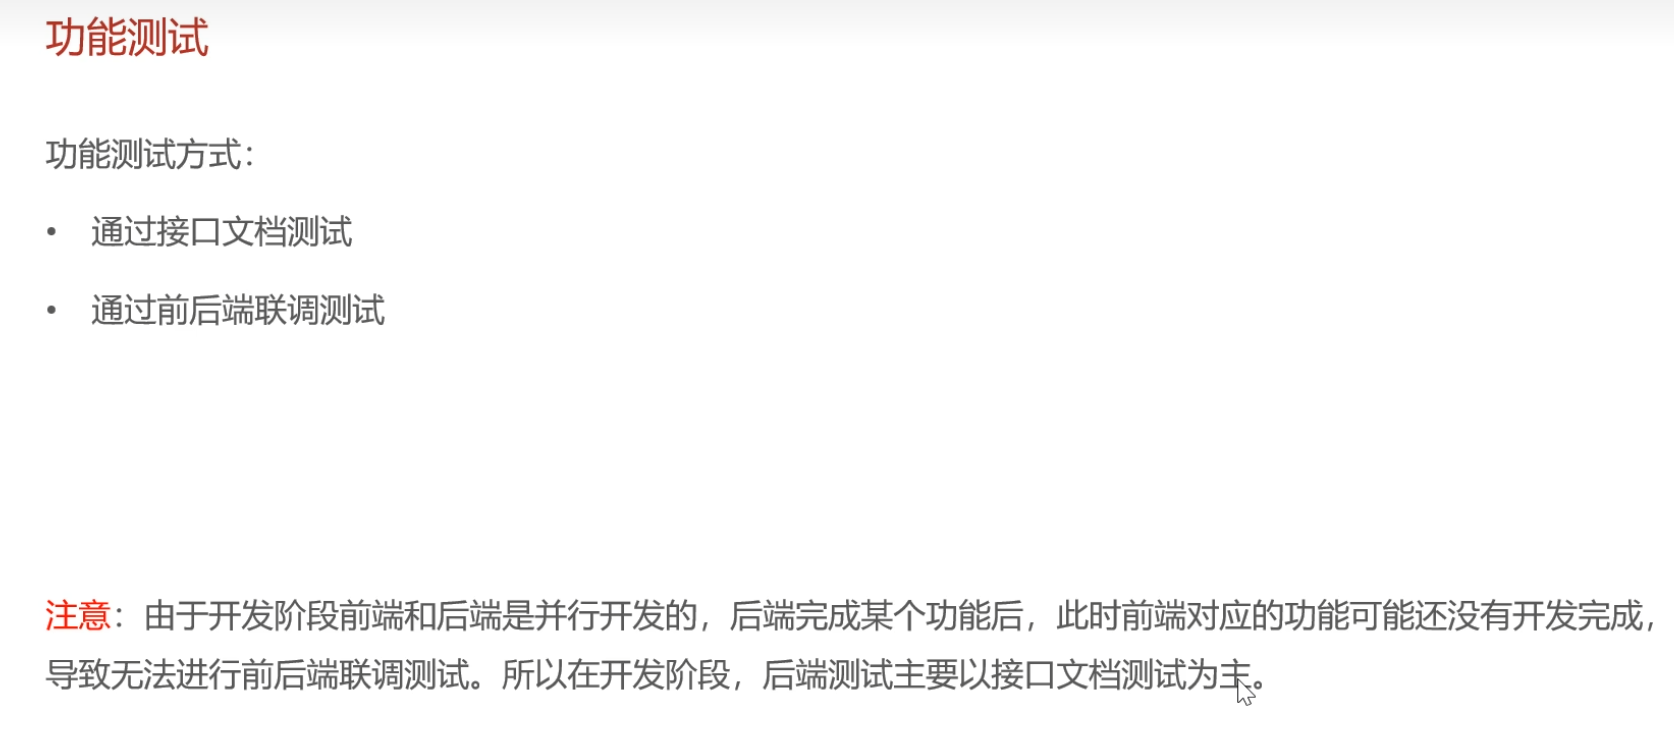 功能测试
功能测试方式：
• 通过接口文档测试
• 通过前后端联调测试
注意：由于开发阶段前端和后端是并行开发的，后端完成某个功能后，此时前端对应的功能可能还没有开发完成，
导致无法进行前后端联调测试。所以在开发阶段，后端测试主要以接口文档测试为主。